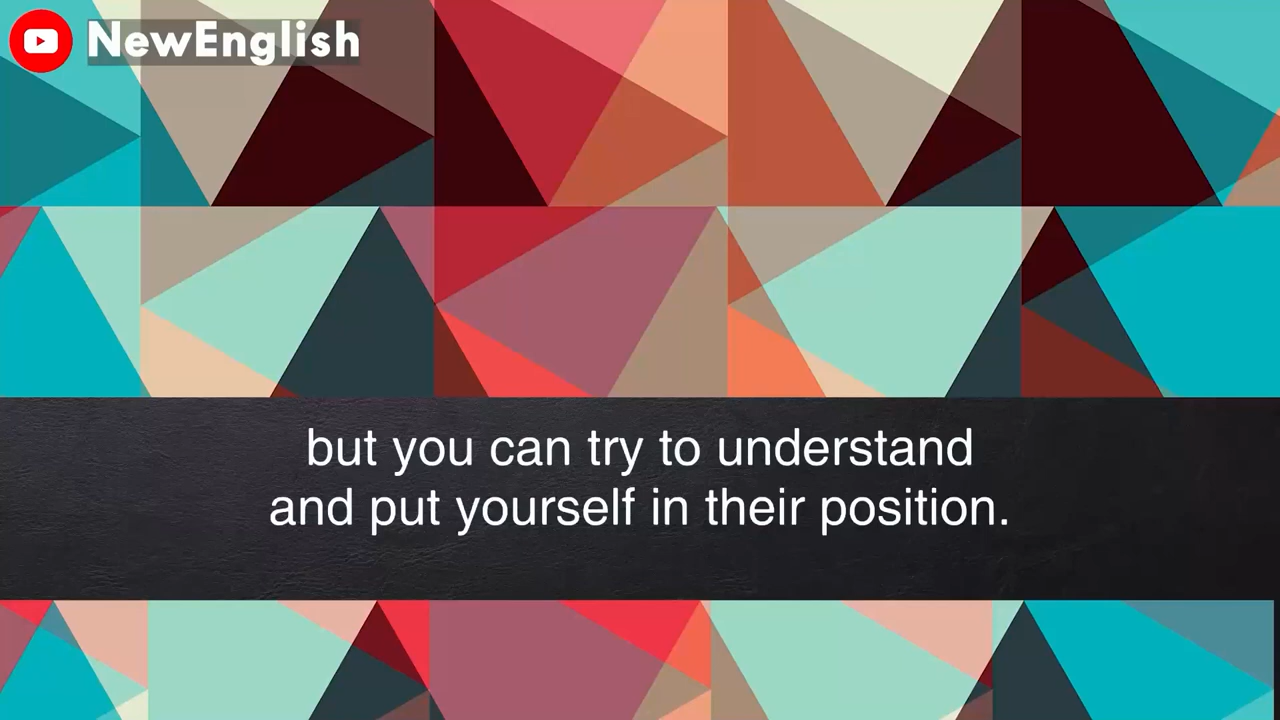 NewEnglish
but you can try to understand
and put yourself in their position.